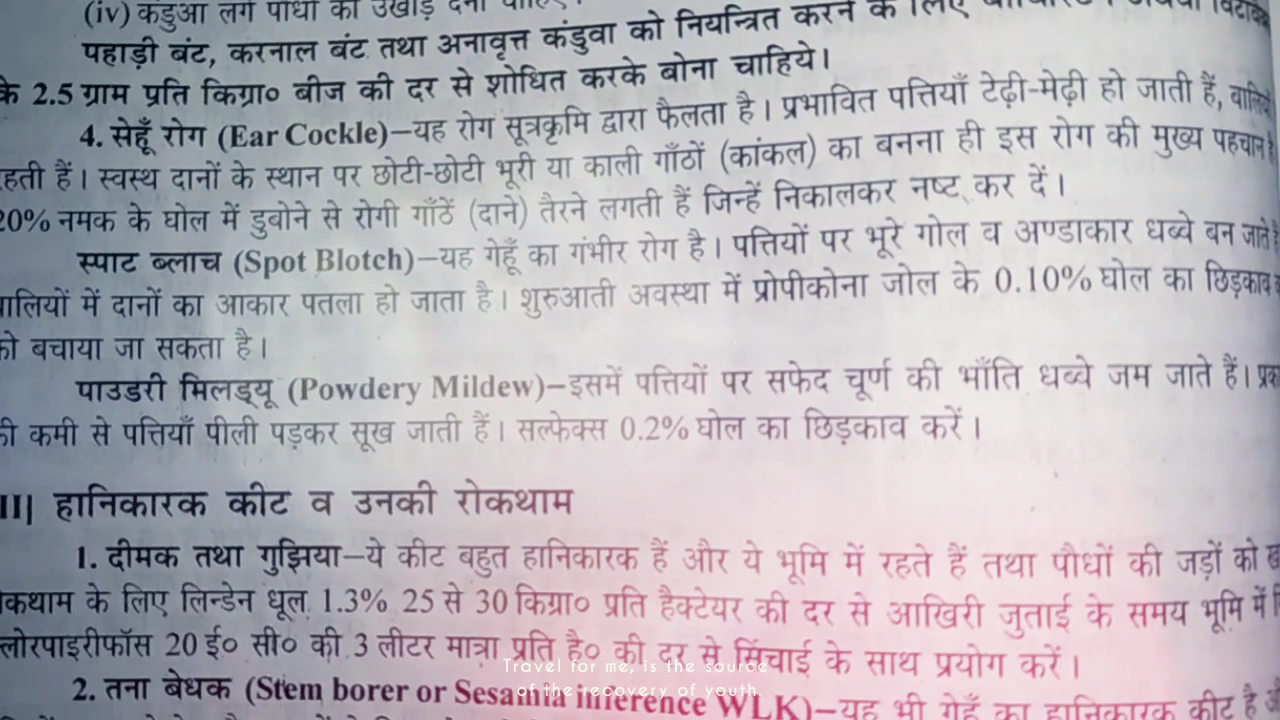 (iv) कंडुआ लगे पौधों को उखाड़ देना चाहिए।
पहाड़ी बंट, करनाल बंट तथा अनावृत्त कंडुवा को नियन्त्रित करने के लिए
के 2.5 ग्राम प्रति किग्रा० बीज की दर से शोधित करके बोना चाहिये।
4. सेहूँ रोग (Ear Cockle)–यह रोग सूत्रकृमि द्वारा फैलता है। प्रभावित पत्तियाँ टेढ़ी-मेढ़ी हो जाती हैं,
हती हैं। स्वस्थ दानों के स्थान पर छोटी-छोटी भूरी या काली गाँठों (कांकल) का बनना ही इस रोग की मुख्य पहचान
20% नमक के घोल में डुबोने से रोगी गाँठें (दाने) तैरने लगती हैं जिन्हें निकालकर नष्ट कर दें।
स्पाट ब्लाच (Spot Blotch)–यह गेहूँ का गंभीर रोग है। पत्तियों पर भूरे गोल व अण्डाकार धब्बे बन जाते
ालियों में दानों का आकार पतला हो जाता है। शुरुआती अवस्था में प्रोपीकोना जोल के 0.10% घोल का छिड़काव
को बचाया जा सकता है।
पाउडरी मिलड्यू (Powdery Mildew)–इसमें पत्तियों पर सफेद चूर्ण की भाँति धब्बे जम जाते हैं।
की कमी से पत्तियाँ पीली पड़कर सूख जाती हैं। सल्फेक्स 0.2% घोल का छिड़काव करें।
II| हानिकारक कीट व उनकी रोकथाम
1. दीमक तथा गुझिया–ये कीट बहुत हानिकारक हैं और ये भूमि में रहते हैं तथा पौधों की जड़ों को
कथाम के लिए लिन्डेन धूल 1.3% 25 से 30 किग्रा० प्रति हैक्टेयर की दर से आखिरी जुताई के समय भूमि में
लोरपाइरीफॉस 20 ई० सी० की 3 लीटर मात्रा प्रति है० की दर से सिंचाई के साथ प्रयोग करें।
Travel for me, is the source
of the recovery of youth.
2. तना बेधक (Stem borer or Sesamia inference WLK)–यह भी गेहूँ का हानिकारक कीट है